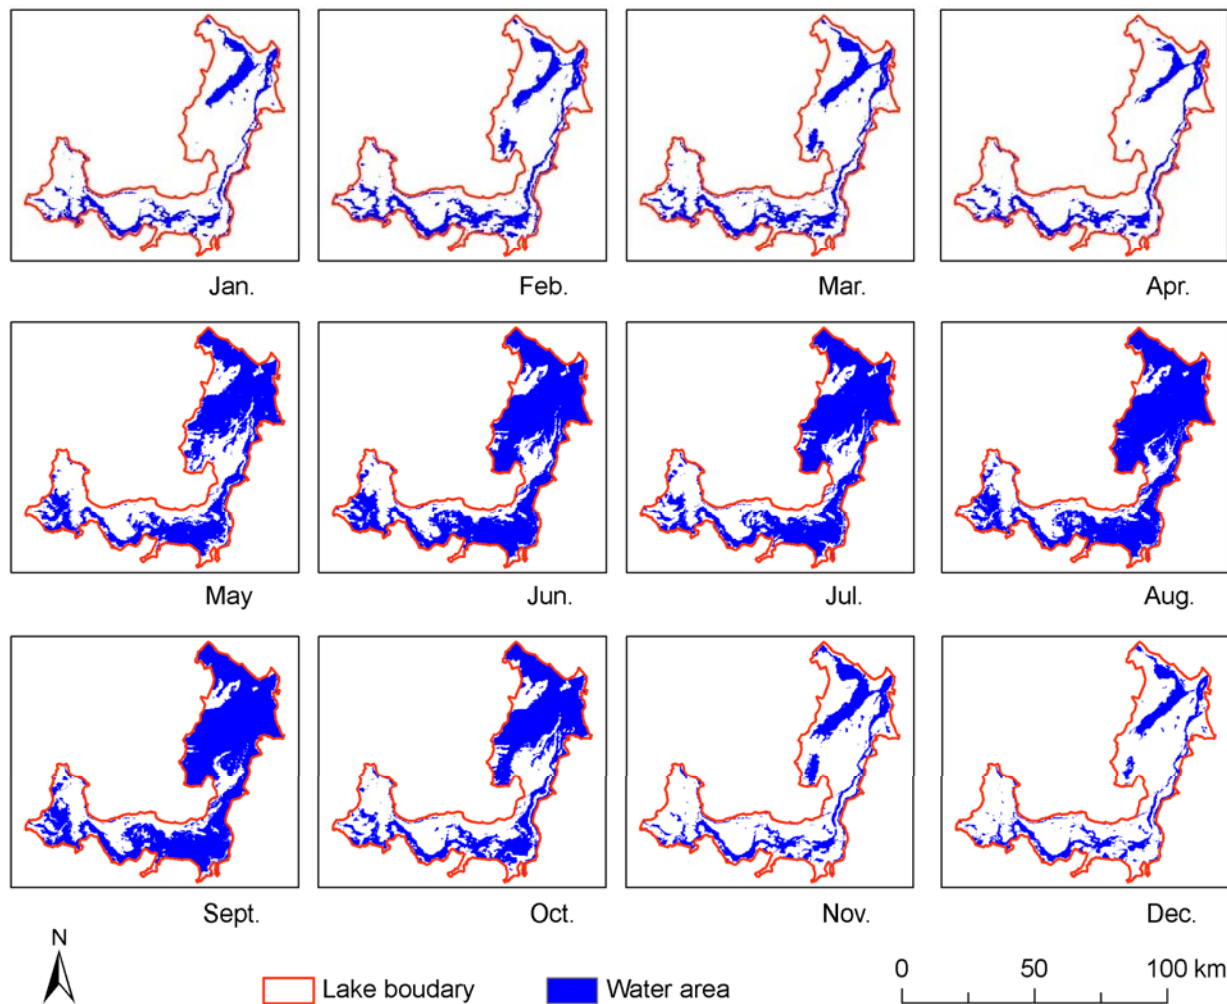 Jan.
Feb.
Mar.
Apr.
May
Jun.
Jul.
Aug.
Sept.
Oct.
Nov.
Dec.
N
Lake boudary
Water area
0 50 100 km